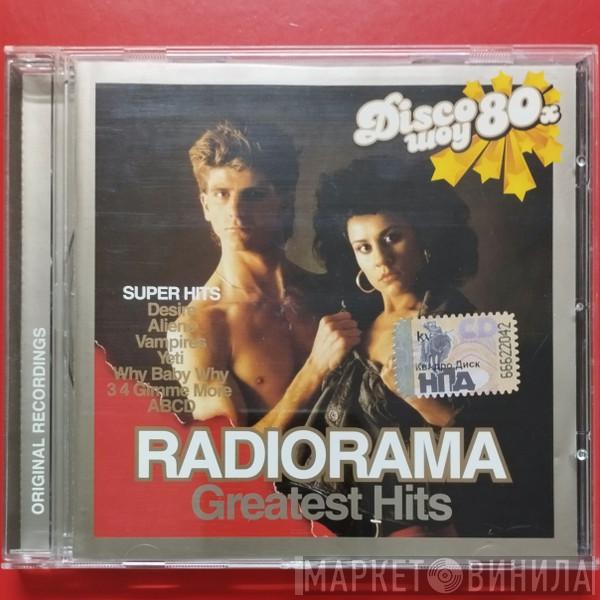 Disco 80х
шоу
SUPER HITS
Desire
Aliens
Vampires
Yeti
Why Baby Why
3 4 Gimme More
ABCD
CD
Квадро Диск
НПД
55522042
RADIORAMA
Greatest Hits
ORIGINAL RECORDINGS
МАРКЕТ ВИНИЛА